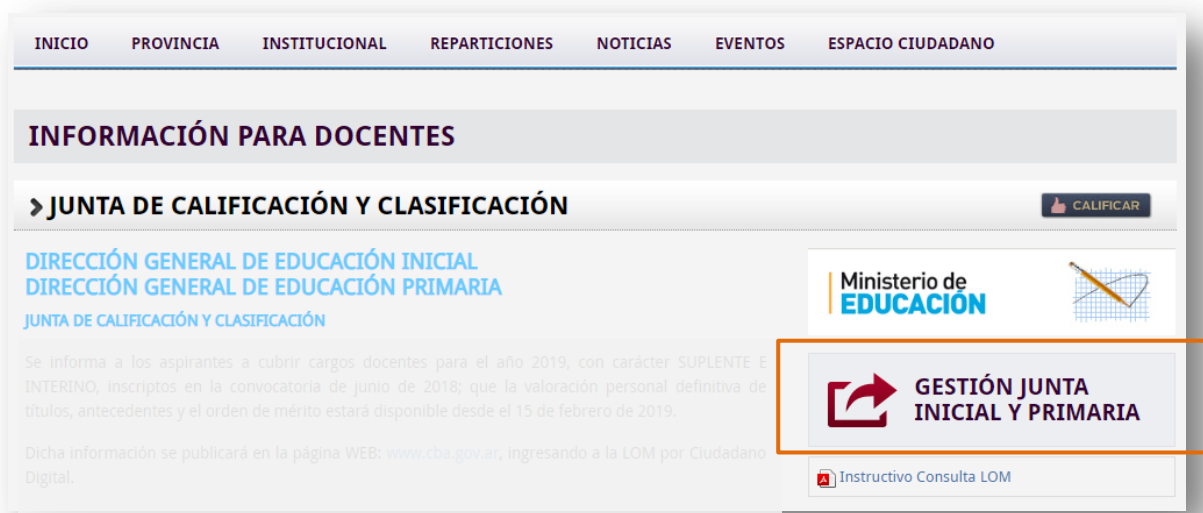 INICIO PROVINCIA INSTITUCIONAL REPARTICIONES NOTICIAS EVENTOS ESPACIO CIUDADANO
INFORMACIÓN PARA DOCENTES
JUNTA DE CALIFICACIÓN Y CLASIFICACIÓN
CALIFICAR
DIRECCIÓN GENERAL DE EDUCACIÓN INICIAL
DIRECCIÓN GENERAL DE EDUCACIÓN PRIMARIA
JUNTA DE CALIFICACIÓN Y CLASIFICACIÓN
Se informa a los aspirantes a cubrir cargos docentes para el año 2019, con carácter SUPLENTE E
INTERINO, inscriptos en la convocatoria de junio de 2018; que la valoración personal definitiva de
títulos, antecedentes y el orden de mérito estará disponible desde el 15 de febrero de 2019.
Dicha información se publicará en la página WEB: www.cba.gov.ar, ingresando a la LOM por Ciudadano
Digital.
Ministerio de
EDUCACIÓN
GESTIÓN JUNTA
INICIAL Y PRIMARIA
Instructivo Consulta LOM